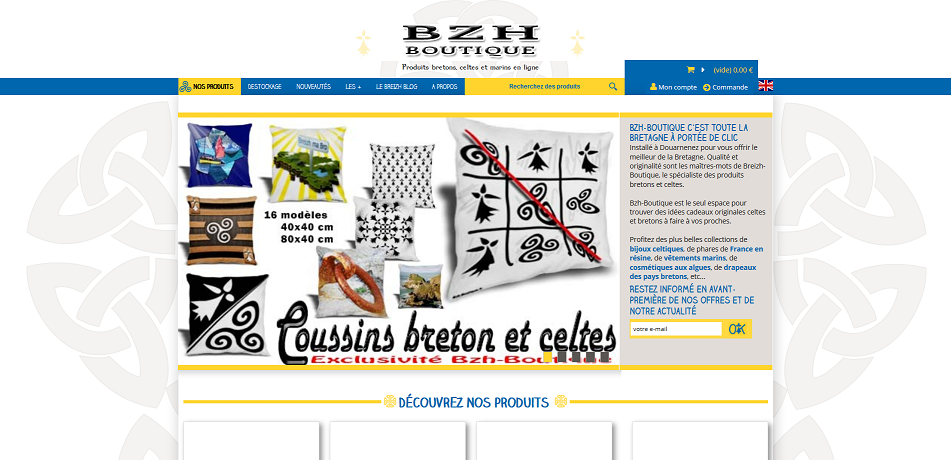 BZH
BOUTIQUE
Produits bretons, celtes et marins en ligne
(vide) 0,00 €
NOS PRODUITS
DESTOCKAGE
NOUVEAUTÉS
LES +
LE BREIZH BLOG
A PROPOS
Recherchez des produits
Mon compte
Commande
16 modèles
40x40 cm
80x40 cm
Coussins breton et celtes
Exclusivité Bzh-Boutique
BZH-BOUTIQUE C'EST TOUTE LA
BRETAGNE À PORTÉE DE CLIC
Installé à Douarnenez pour vous offrir le
meilleur de la Bretagne. Qualité et
originalité sont les maîtres-mots de Breizh-
Boutique, le spécialiste des produits
bretons et celtes.
Bzh-Boutique est le seul espace pour
trouver des idées cadeaux originales celtes
et bretons à faire à vos proches.
Profitez des plus belles collections de
bijoux celtiques, de phares de France en
résine, de vêtements marins, de
cosmétiques aux algues, de drapeaux
des pays bretons, etc...
RESTEZ INFORMÉ EN AVANT-
PREMIÈRE DE NOS OFFRES ET DE
NOTRE ACTUALITÉ
votre e-mail
OK
DÉCOUVREZ NOS PRODUITS